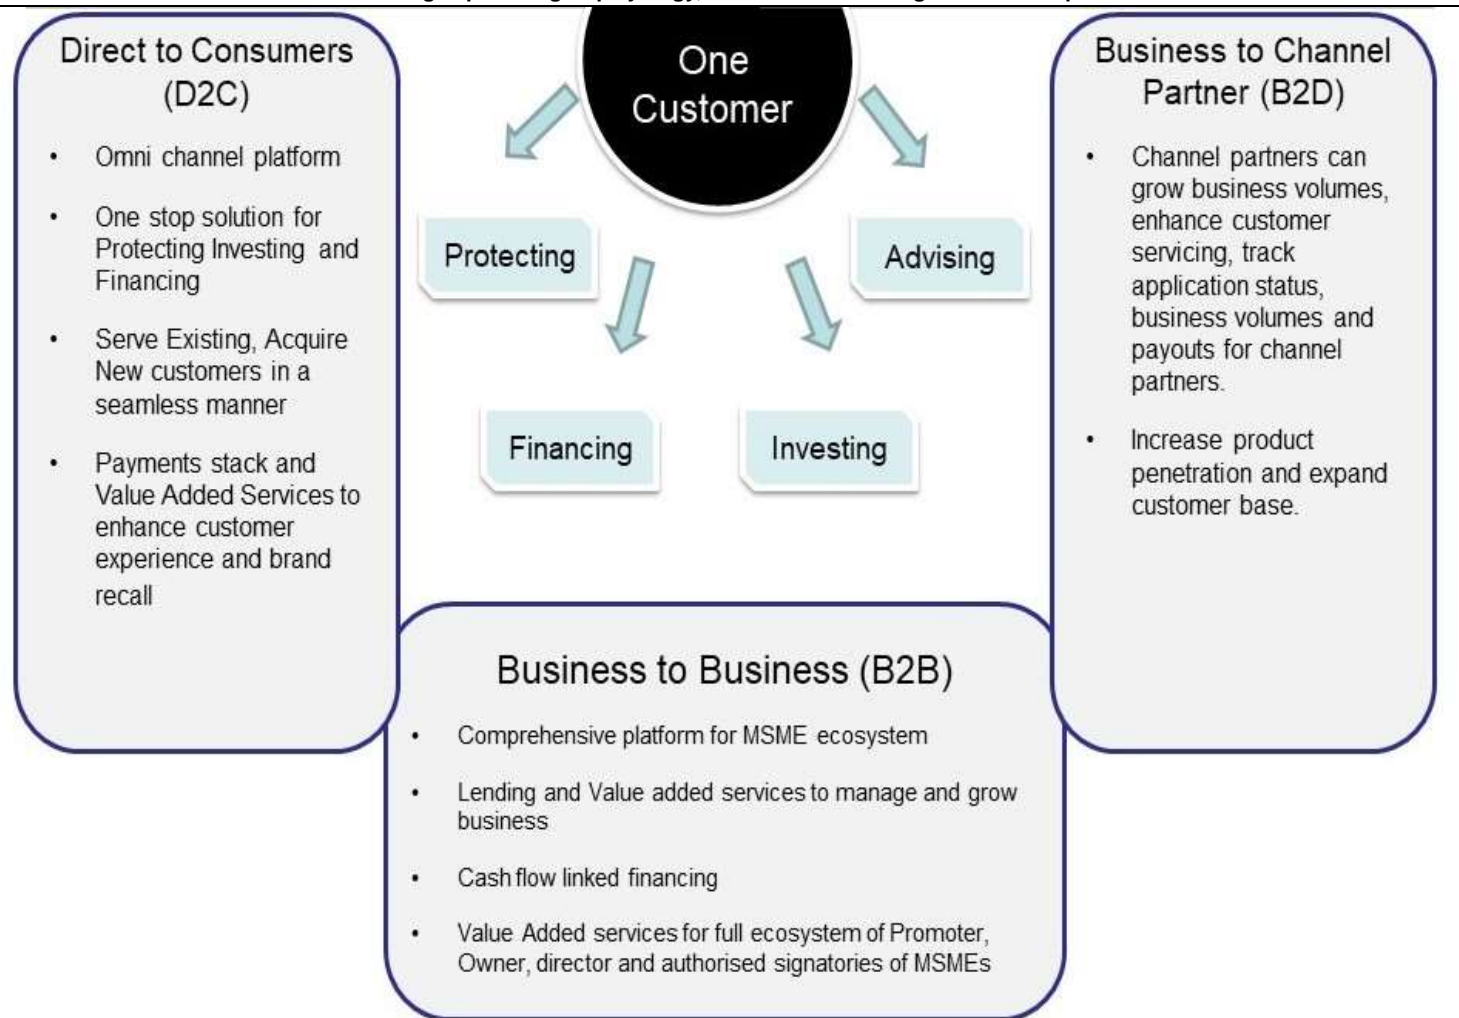 Direct to Consumers
(D2C)
• Omni channel platform
• One stop solution for
Protecting Investing and
Financing
• Serve Existing, Acquire
New customers in a
seamless manner
• Payments stack and
Value Added Services to
enhance customer
experience and brand
recall
One
Customer
Protecting
Advising
Financing
Investing
Business to Channel
Partner (B2D)
• Channel partners can
grow business volumes,
enhance customer
servicing, track
application status,
business volumes and
payouts for channel
partners.
• Increase product
penetration and expand
customer base.
Business to Business (B2B)
• Comprehensive platform for MSME ecosystem
• Lending and Value added services to manage and grow
business
• Cash flow linked financing
• Value Added services for full ecosystem of Promoter,
Owner, director and authorised signatories of MSMEs